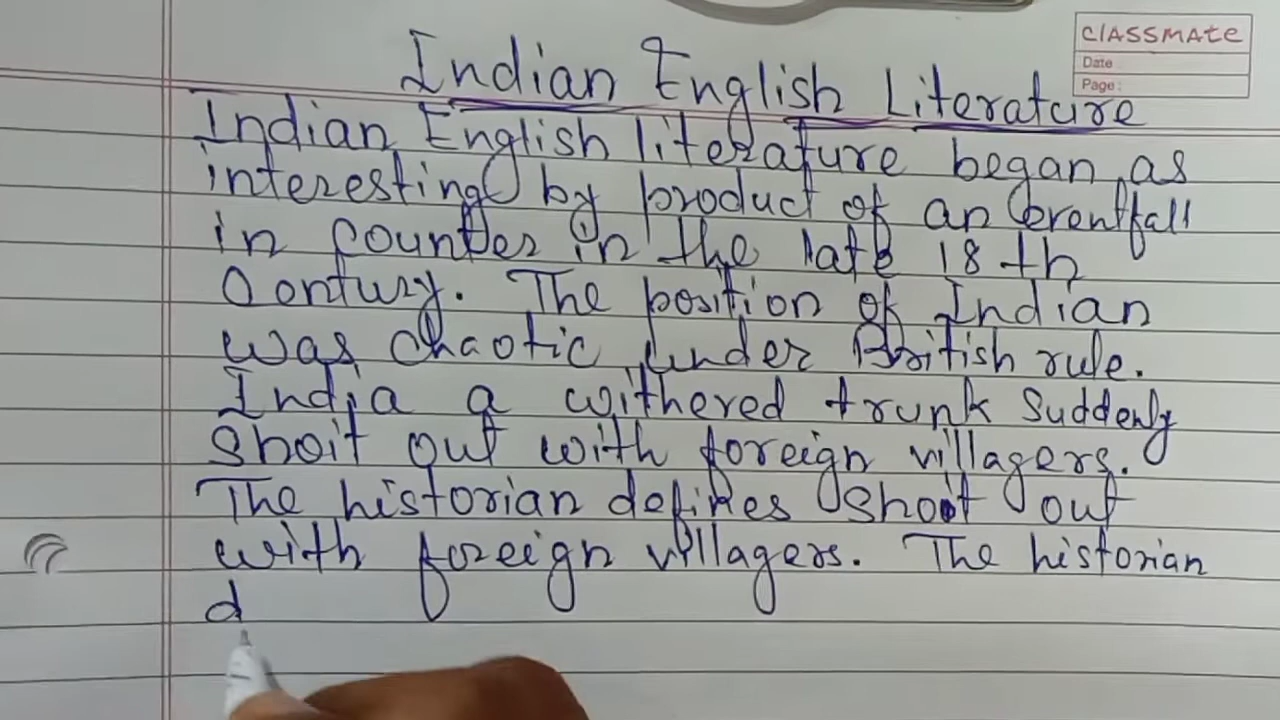 CLASSMATE
Date
Page:
Indian English Literature
Indian English literature began as
interesting by product of an erentfall
in counter in the late 18 th
Century. The position of Indian
was chaotic under British rule.
India a withered trunk Suddenly
Shoit out with foreign villagers.
The historian defines Shoot out
with foreign villagers. The historian
d